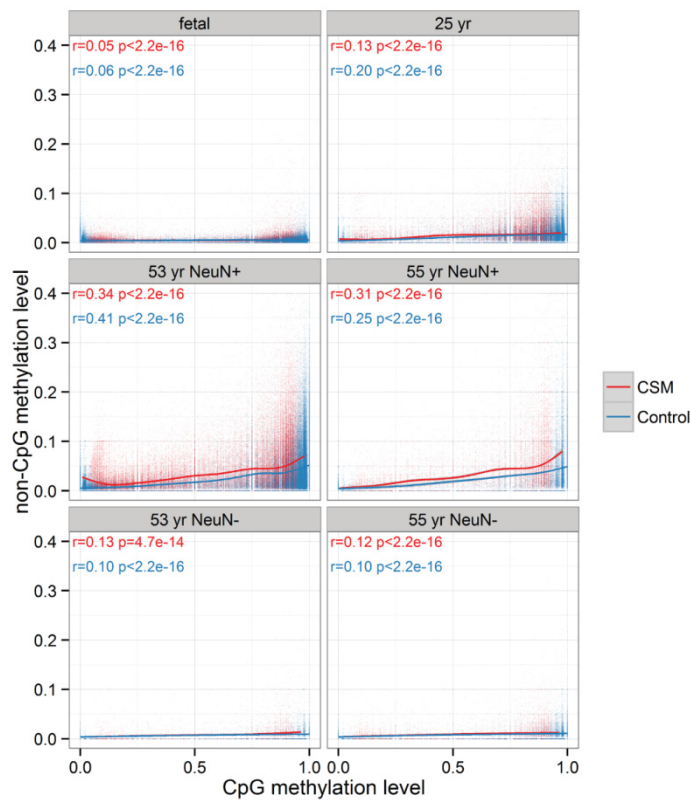 fetal
25 yr
0.4
r=0.05 p<2.2e-16
r=0.13 p<2.2e-16
r=0.06 p<2.2e-16
r=0.20 p<2.2e-16
0.3
0.2
0.1
0.0
53 yr NeuN+
55 yr NeuN+
0.4
r=0.34 p<2.2e-16
r=0.31 p<2.2e-16
r=0.41 p<2.2e-16
r=0.25 p<2.2e-16
0.3
0.2
0.1
0.0
non-CpG methylation level
CSM
Control
53 yr NeuN-
55 yr NeuN-
0.4
r=0.13 p=4.7e-14
r=0.12 p<2.2e-16
r=0.10 p<2.2e-16
r=0.10 p<2.2e-16
0.3
0.2
0.1
0.0
0.0 0.5 1.0 0.0 0.5 1.0
CpG methylation level